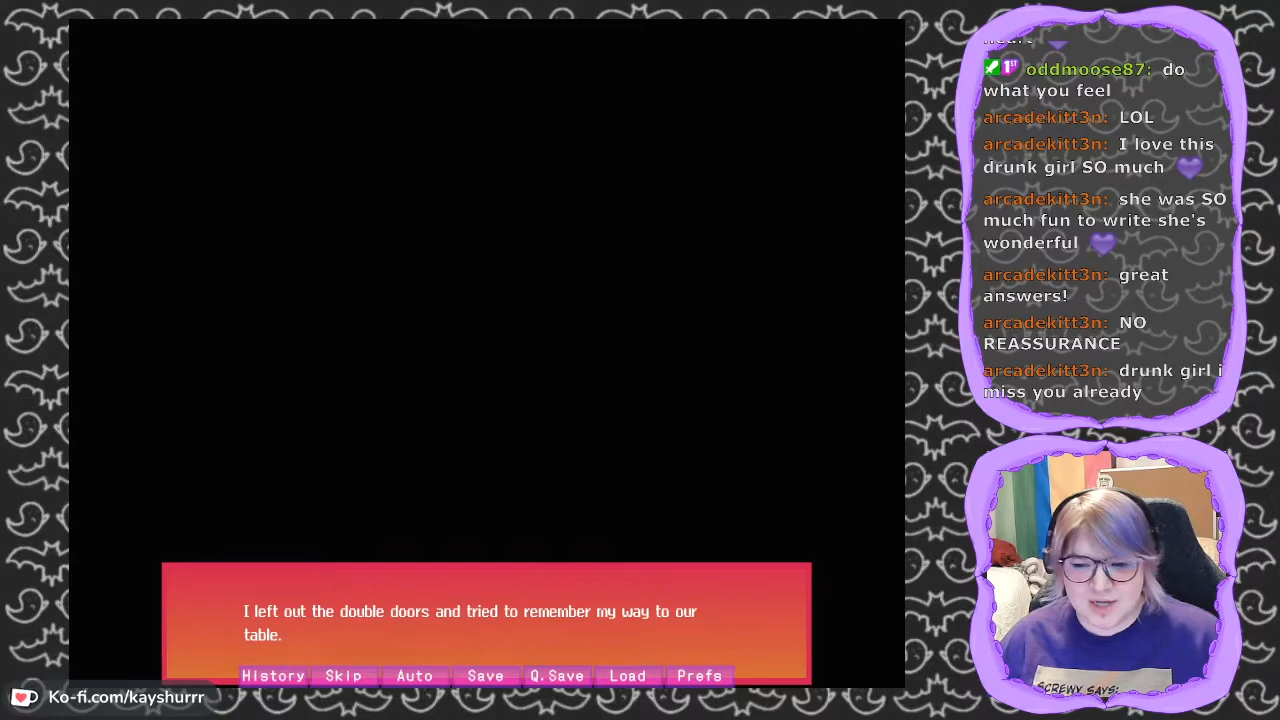 oddmoose87: do
what you feel
arcadekitt3n: LOL
arcadekitt3n: I love this
drunk girl SO much
arcadekitt3n: she was SO
much fun to write she's
wonderful
arcadekitt3n: great
answers!
arcadekitt3n: NO
REASSURANCE
arcadekitt3n: drunk girl i
miss you already
I left out the double doors and tried to remember my way to our
table.
History Skip Auto Save Q.Save Load Prefs
SCREWY SAYS:
Ko-fi.com/kayshurrr